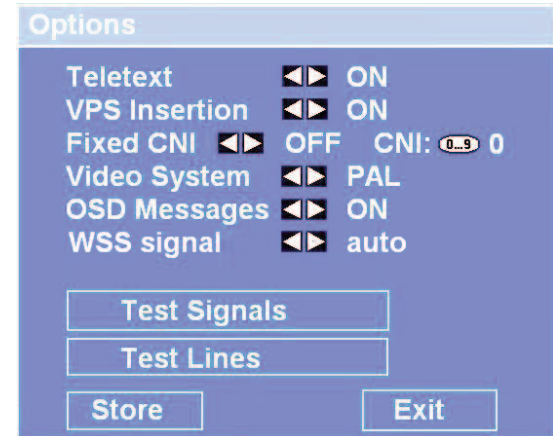 Options
Teletext ◀▶ ON
VPS Insertion ◀▶ ON
Fixed CNI ◀▶ OFF CNI: 0...9 0
Video System ◀▶ PAL
OSD Messages ◀▶ ON
WSS signal ◀▶ auto
Test Signals
Test Lines
Store Exit